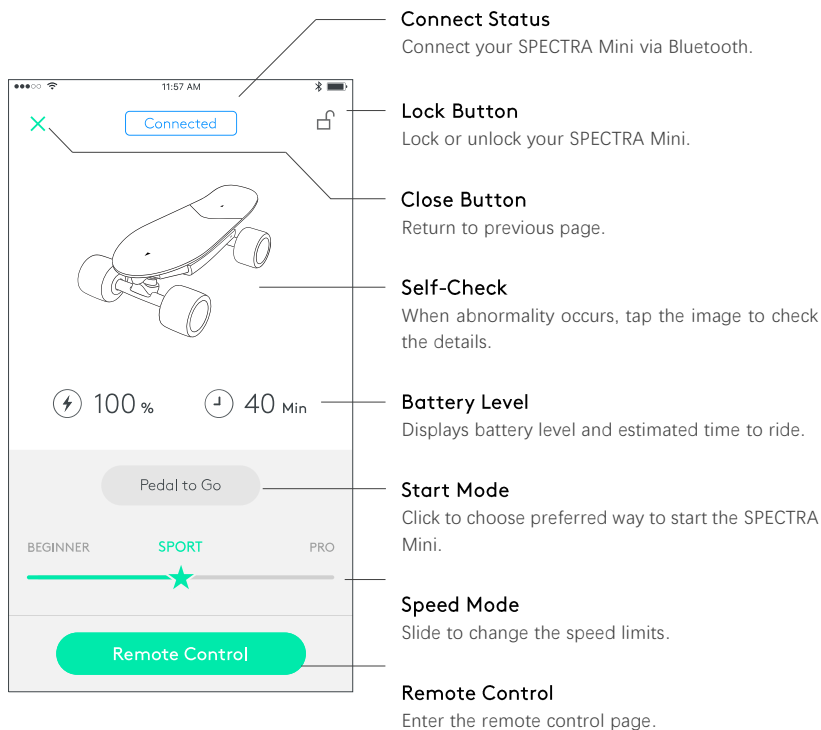 11:57 AM
Connected
100 %
40 Min
Pedal to Go
BEGINNER SPORT PRO
Remote Control
Connect Status
Connect your SPECTRA Mini via Bluetooth.
Lock Button
Lock or unlock your SPECTRA Mini.
Close Button
Return to previous page.
Self-Check
When abnormality occurs, tap the image to check
the details.
Battery Level
Displays battery level and estimated time to ride.
Start Mode
Click to choose preferred way to start the SPECTRA
Mini.
Speed Mode
Slide to change the speed limits.
Remote Control
Enter the remote control page.